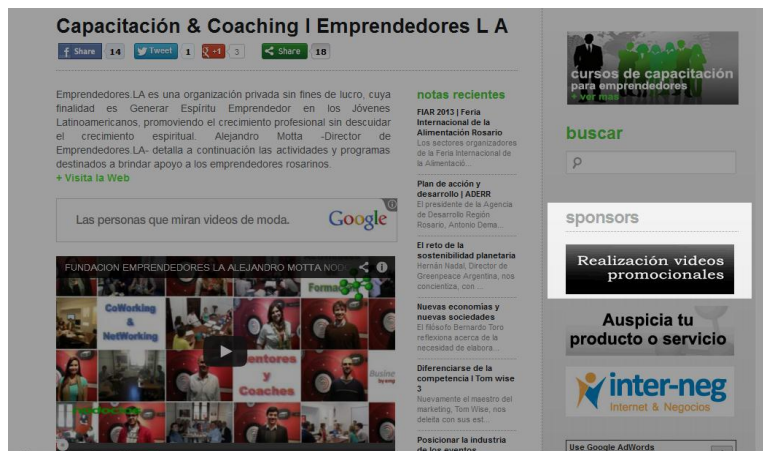 Capacitación & Coaching I Emprendedores L A
Share 14 Tweet 1 +1 3 Share 18
Emprendedores.LA es una organización privada sin fines de lucro, cuya
finalidad es Generar Espíritu Emprendedor en los Jóvenes
Latinoamericanos, promoviendo el crecimiento profesional sin descuidar
el crecimiento espiritual. Alejandro Motta -Director de
Emprendedores.LA- detalla a continuación las actividades y programas
destinados a brindar apoyo a los emprendedores rosarinos.
+ Visita la Web
Las personas que miran videos de moda. Google
FUNDACION EMPRENDEDORES LA ALEJANDRO MOTTA
Forma
CoWorking
&
NetWorking
entores
y
Coaches
Busine
notas recientes
FIAR 2013 | Feria
Internacional de la
Alimentación Rosario
Los sectores organizadores
de la Feria Internacional de
la Alimentació...
Plan de acción y
desarrollo | ADERR
El presidente de la Agencia
de Desarrollo Región
Rosario, Antonio Dema...
El reto de la
sostenibilidad planetaria
Hernán Nadal, Director de
Greenpeace Argentina, nos
concientiza, con ...
Nuevas economías y
nuevas sociedades
El filósofo Bernardo Toro
reflexiona acerca de la
necesidad de elabora...
Diferenciarse de la
competencia I Tom wise
3
Nuevamente el maestro del
marketing, Tom Wise, nos
deleita con sus est...
Posicionar la industria
de los eventos
cursos de capacitación
para emprendedores
+ ver mas
buscar
sponsors
Realización videos
promocionales
Auspicia tu
producto o servicio
inter-neg
Internet & Negocios
Use Google AdWords